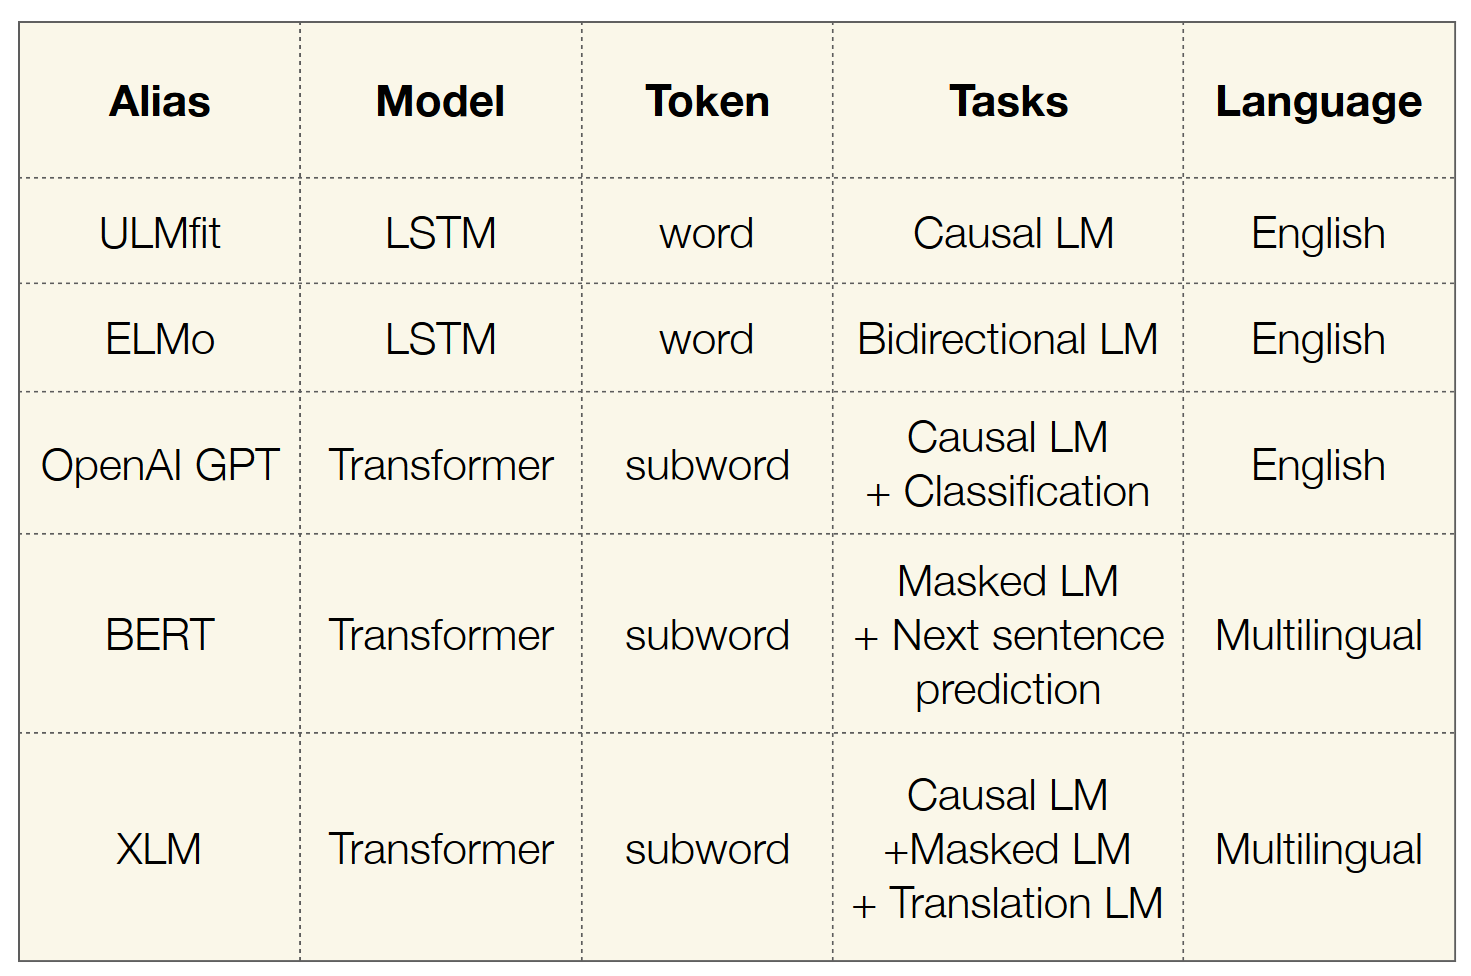 Alias Model Token Tasks Language
ULMfit LSTM word Causal LM English
ELMo LSTM word Bidirectional LM English
OpenAI GPT Transformer subword Causal LM
+ Classification English
BERT Transformer subword Masked LM
+ Next sentence
prediction Multilingual
XLM Transformer subword Causal LM
+Masked LM
+ Translation LM Multilingual